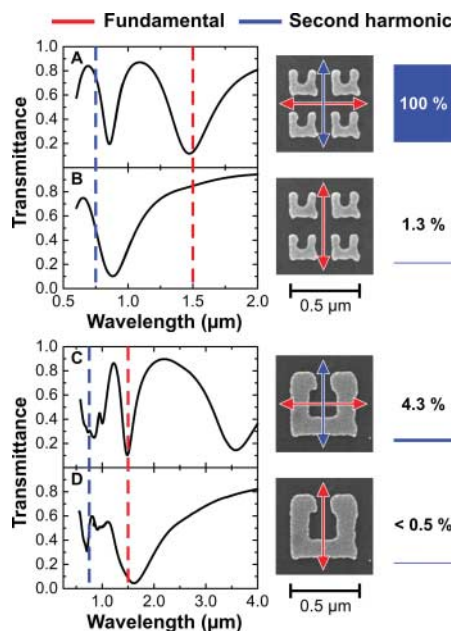 Fundamental Second harmonic
A
Transmittance
1.0
0.8
0.6
0.4
0.2
100 %
B
Transmittance
0.8
0.6
0.4
0.2
0.0
1.3 %
0.5 1.0 1.5 2.0
Wavelength (μm)
0.5 μm
C
Transmittance
1.0
0.8
0.6
0.4
0.2
4.3 %
D
Transmittance
0.8
0.6
0.4
0.2
0.0
< 0.5 %
1.0 2.0 3.0 4.0
Wavelength (μm)
0.5 μm